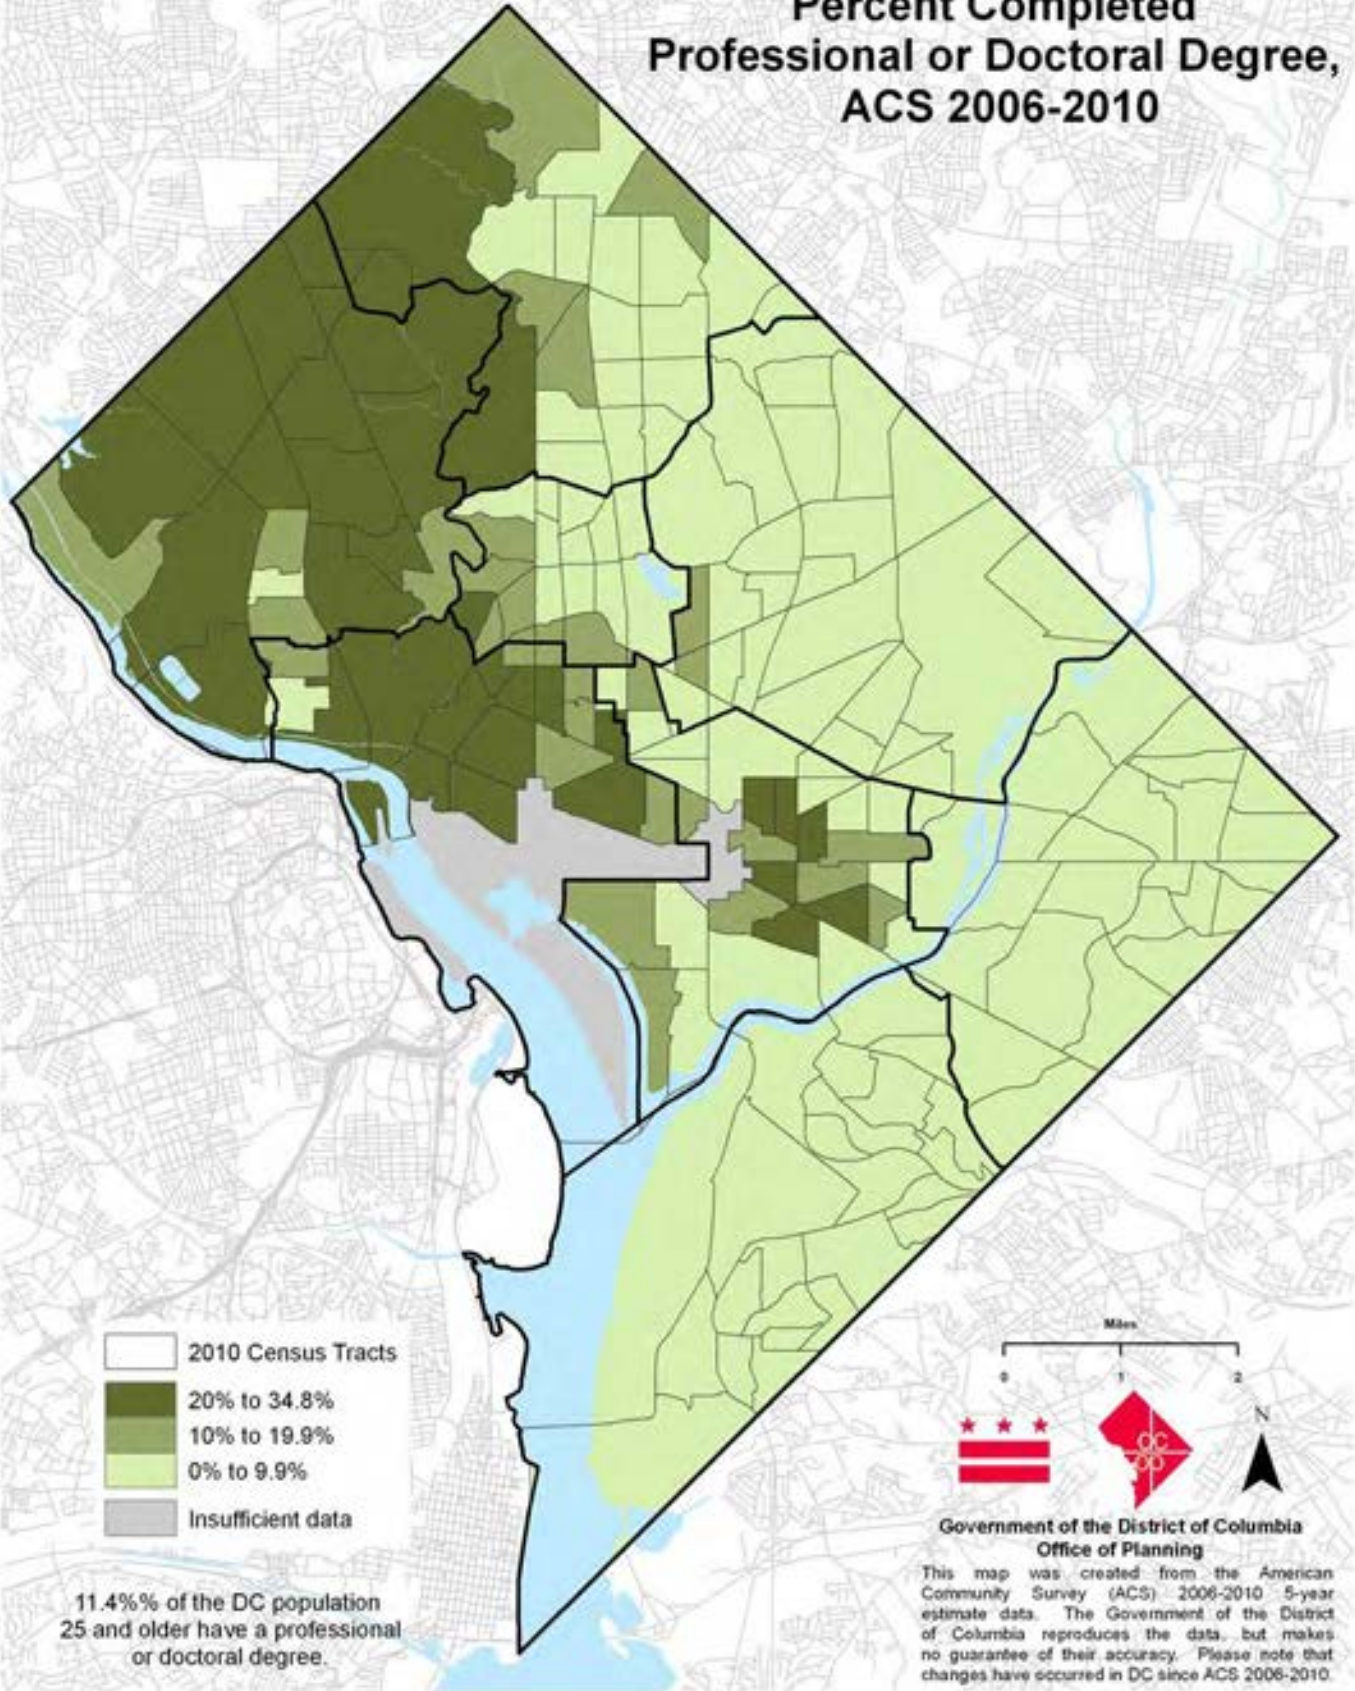 Percent Completed
Professional or Doctoral Degree,
ACS 2006-2010
2010 Census Tracts
20% to 34.8%
10% to 19.9%
0% to 9.9%
Insufficient data
11.4%% of the DC population
25 and older have a professional
or doctoral degree.
Miles
0 1 2
N
DC
OP
Government of the District of Columbia
Office of Planning
This map was created from the American
Community Survey (ACS) 2006-2010 5-year
estimate data. The Government of the District
of Columbia reproduces the data, but makes
no guarantee of their accuracy. Please note that
changes have occurred in DC since ACS 2006-2010.